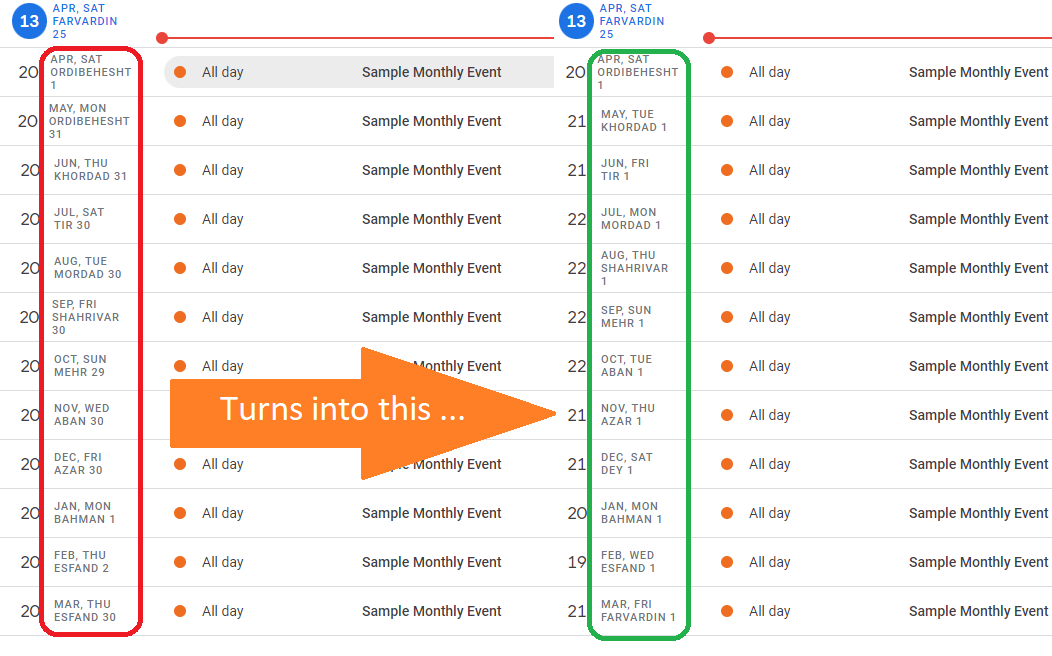 13 APR, SAT
FARVARDIN
25
20 APR, SAT
ORDIBEHESHT
1
All day Sample Monthly Event
20 MAY, MON
ORDIBEHESHT
31
All day Sample Monthly Event
20 JUN, THU
KHORDAD 31
All day Sample Monthly Event
20 JUL, SAT
TIR 30
All day Sample Monthly Event
20 AUG, TUE
MORDAD 30
All day Sample Monthly Event
20 SEP, FRI
SHAHRIVAR
30
All day Sample Monthly Event
20 OCT, SUN
MEHR 29
All day Monthly Event
20 NOV, WED
ABAN 30
Turns into this ...
20 DEC, FRI
AZAR 30
All day Monthly Event
20 JAN, MON
BAHMAN 1
All day Sample Monthly Event
20 FEB, THU
ESFAND 2
All day Sample Monthly Event
20 MAR, THU
ESFAND 30
All day Sample Monthly Event
13 APR, SAT
FARVARDIN
25
20 APR, SAT
ORDIBEHESHT
1
All day Sample Monthly Event
21 MAY, TUE
KHORDAD 1
All day Sample Monthly Event
21 JUN, FRI
TIR 1
All day Sample Monthly Event
22 JUL, MON
MORDAD 1
All day Sample Monthly Event
22 AUG, THU
SHAHRIVAR
1
All day Sample Monthly Event
22 SEP, SUN
MEHR 1
All day Sample Monthly Event
22 OCT, TUE
ABAN 1
All day Sample Monthly Event
21 NOV, THU
AZAR 1
All day Sample Monthly Event
21 DEC, SAT
DEY 1
All day Sample Monthly Event
20 JAN, MON
BAHMAN 1
All day Sample Monthly Event
19 FEB, WED
ESFAND 1
All day Sample Monthly Event
21 MAR, FRI
FARVARDIN 1
All day Sample Monthly Event